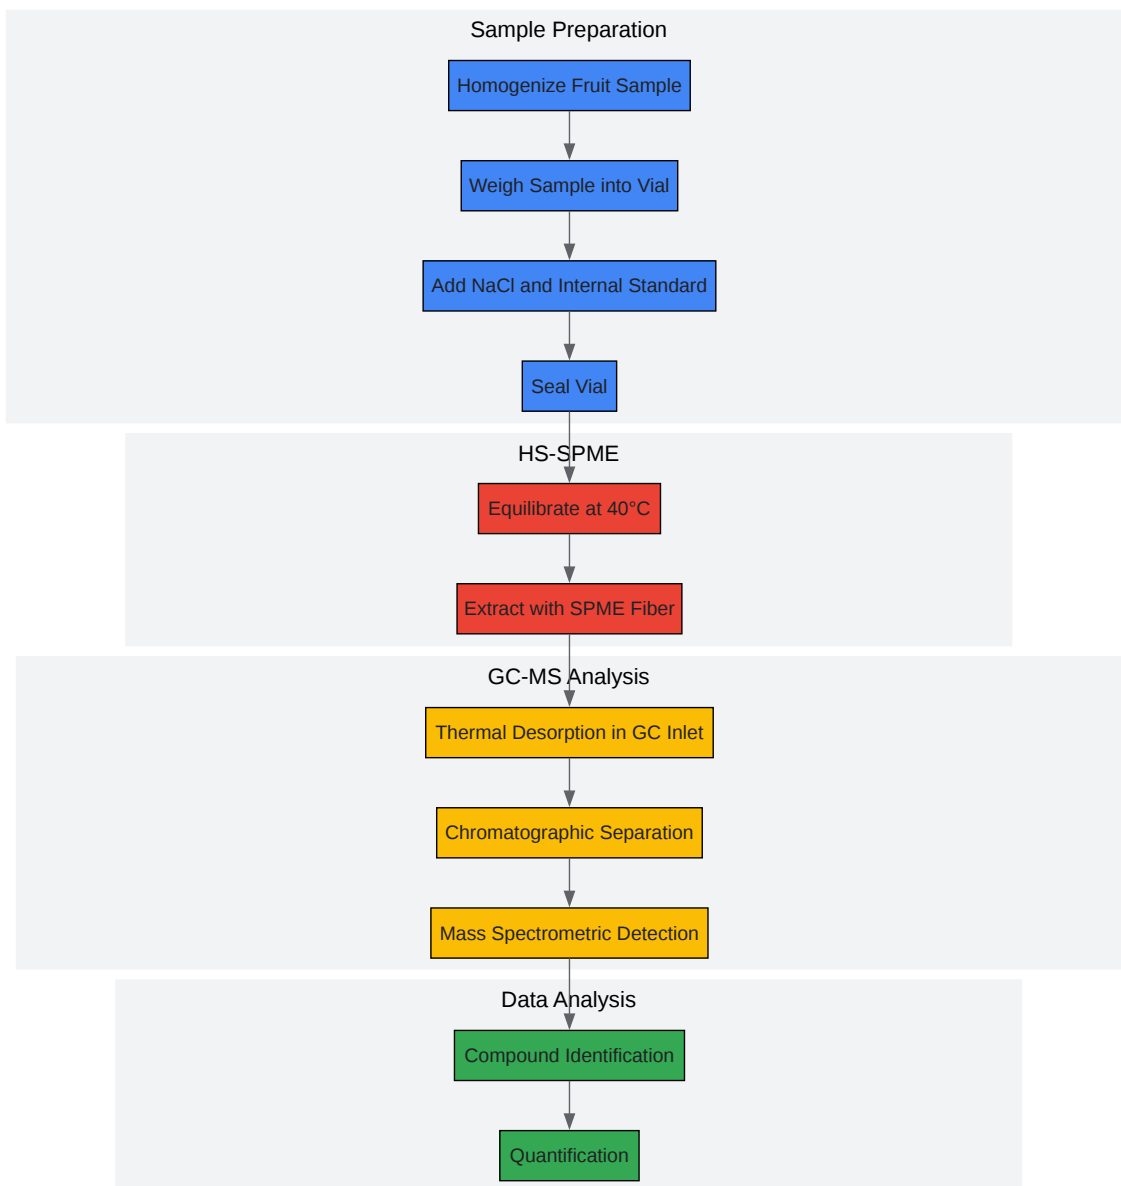 Sample Preparation
Homogenize Fruit Sample
Weigh Sample into Vial
Add NaCl and Internal Standard
Seal Vial
HS-SPME
Equilibrate at 40°C
Extract with SPME Fiber
GC-MS Analysis
Thermal Desorption in GC Inlet
Chromatographic Separation
Mass Spectrometric Detection
Data Analysis
Compound Identification
Quantification